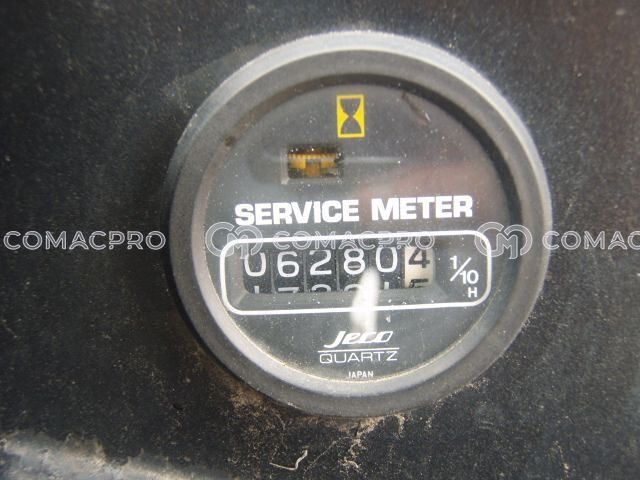 SERVICE METER
COMACPRO COMACPRO COMACPRO
062804 1/10
H
Jeco
QUARTZ
JAPAN